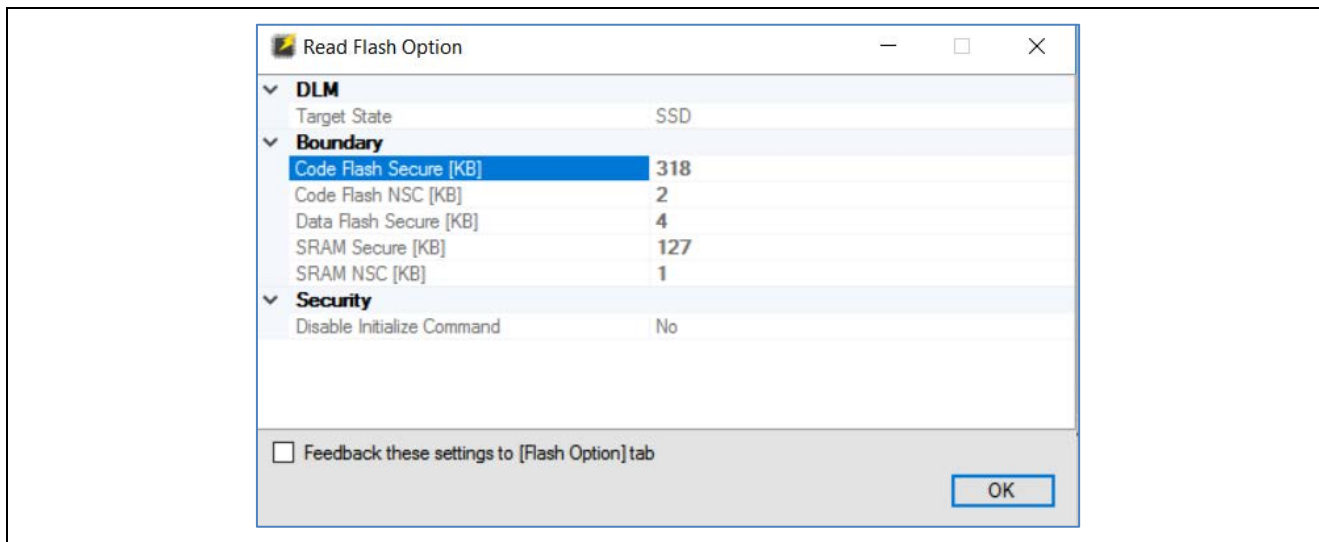 Read Flash Option
DLM
Target State SSD
Boundary
Code Flash Secure [KB] 318
Code Flash NSC [KB] 2
Data Flash Secure [KB] 4
SRAM Secure [KB] 127
SRAM NSC [KB] 1
Security
Disable Initialize Command No
Feedback these settings to [Flash Option] tab
OK